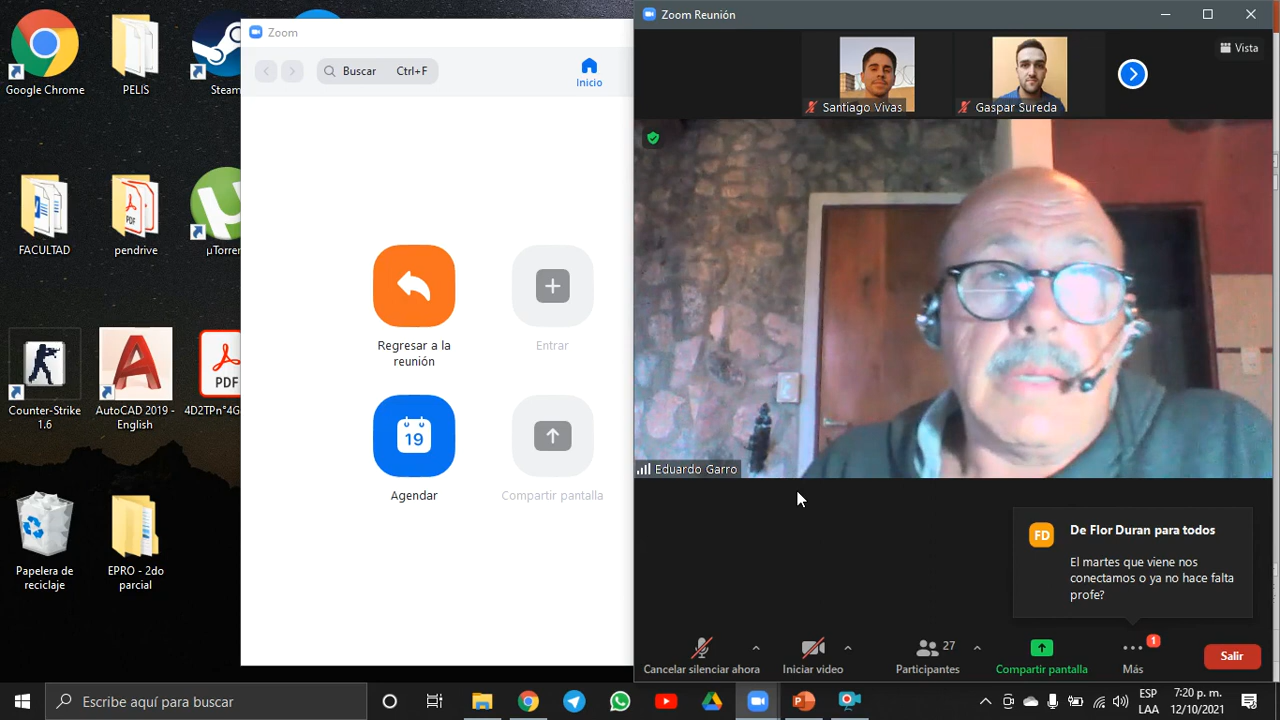 Google Chrome
PELIS
Steam
FACULTAD
pendrive
µTorren
Counter-Strike
1.6
AutoCAD 2019 -
English
PDF
4D2TPn°4G
Papelera de
reciclaje
EPRO - 2do
parcial
Zoom
Buscar Ctrl+F
Inicio
Regresar a la
reunión
Entrar
19
Agendar
Compartir pantalla
Zoom Reunión
Vista
Santiago Vivas
Gaspar Sureda
Eduardo Garro
FD
De Flor Duran para todos
El martes que viene nos
conectamos o ya no hace falta
profe?
Cancelar silenciar ahora
Iniciar video
27
Participantes
Compartir pantalla
1
Más
Salir
Escribe aquí para buscar
ESP
LAA
7:20 p. m.
12/10/2021